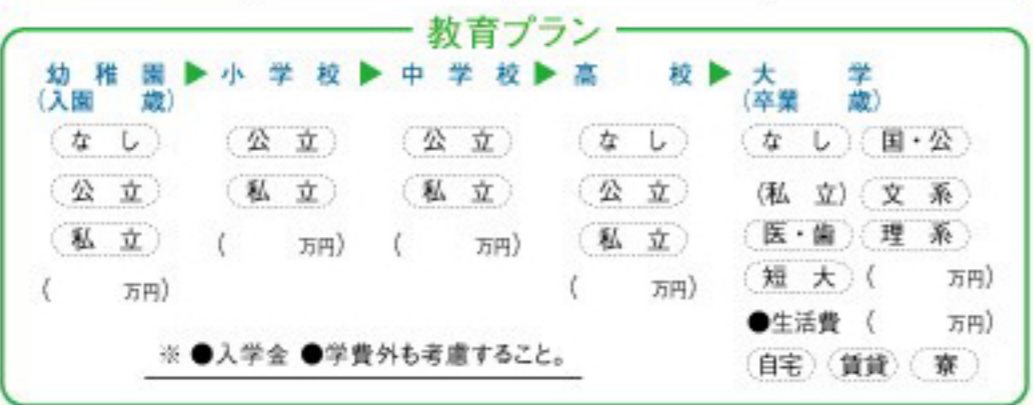 教育プラン
幼稚園 ▶ 小学校 ▶ 中学校 ▶ 高校 ▶ 大学
(入園 歳) (卒業 歳)
なし 公立 公立 なし なし 国・公
公立 私立 私立 公立 (私立) 文系
私立 ( 万円) ( 万円) 私立 医・歯 理系
( 万円) ( 万円) 短大 ( 万円)
●生活費 ( 万円)
※ ●入学金 ●学費外も考慮すること。
自宅 賃貸 寮